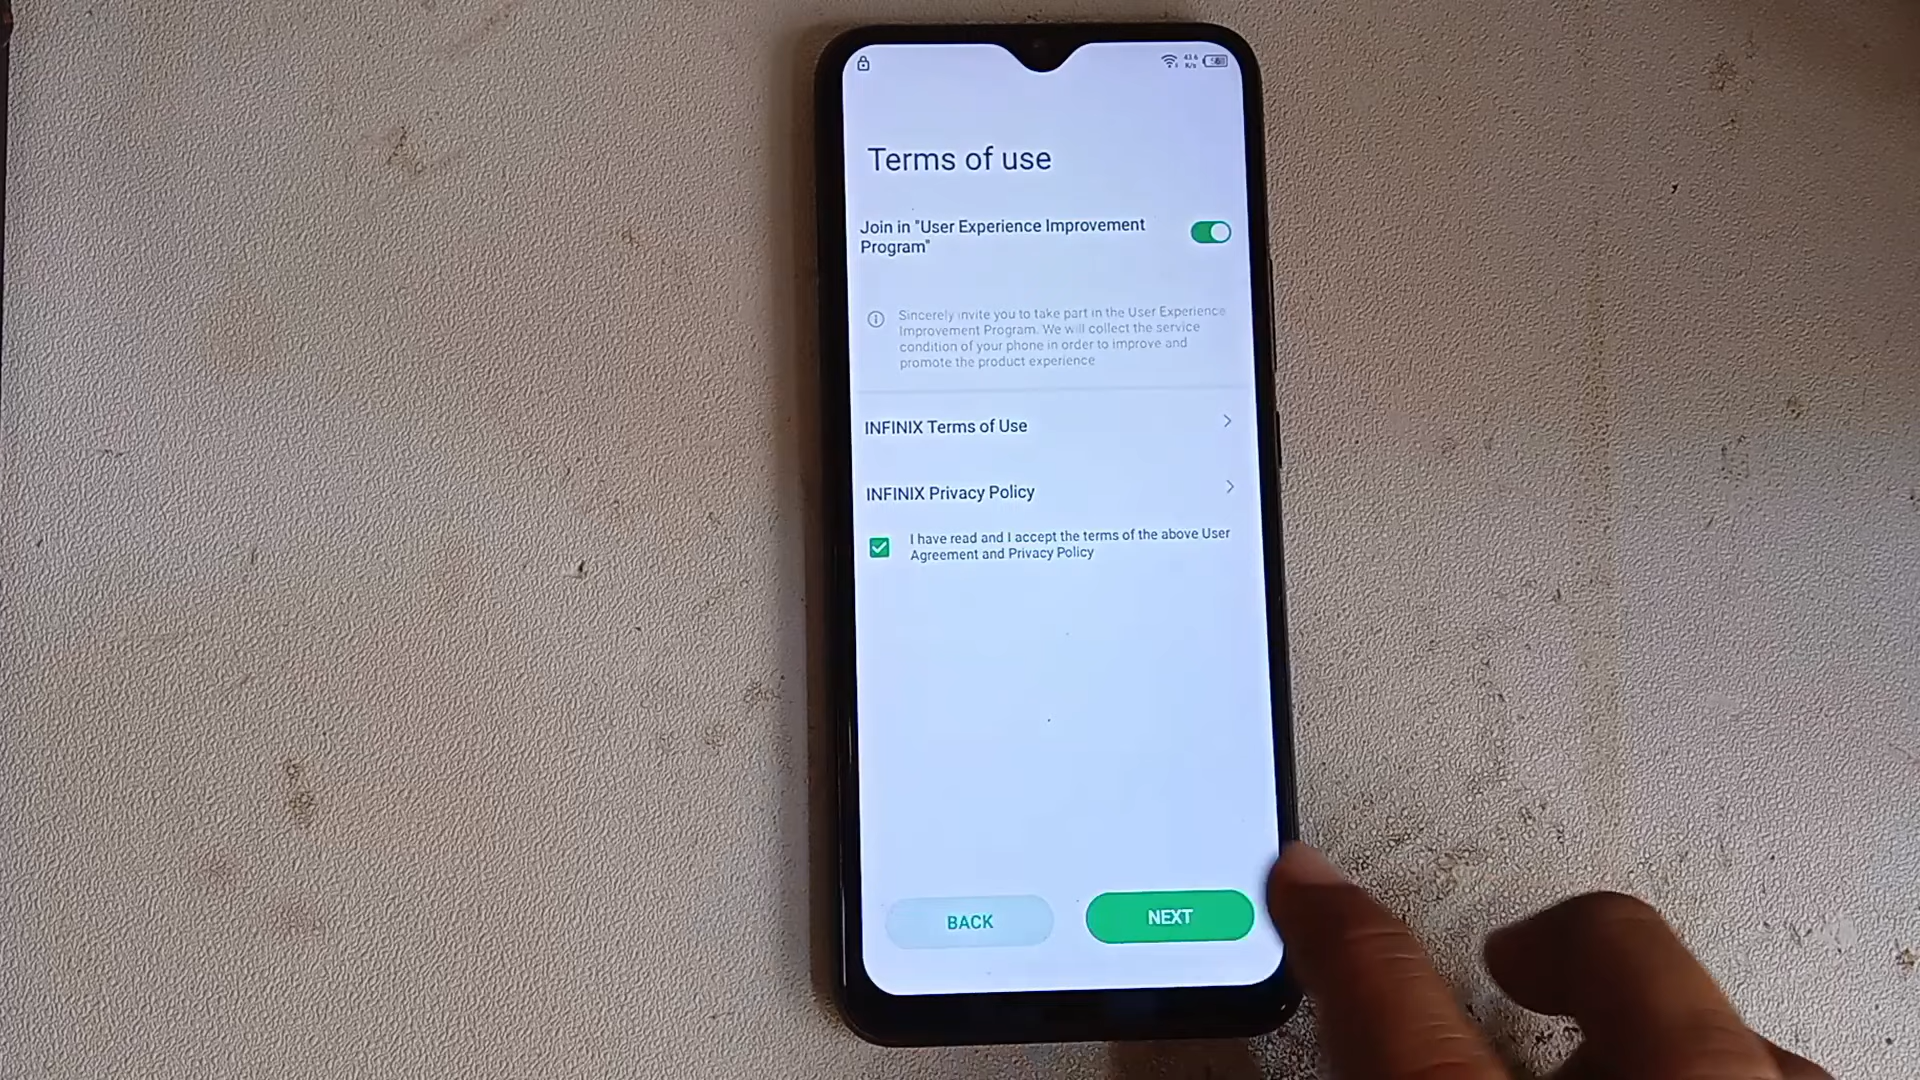 43.6
K/s
Terms of use
Join in "User Experience Improvement
Program"
Sincerely invite you to take part in the User Experience
Improvement Program. We will collect the service
condition of your phone in order to improve and
promote the product experience
INFINIX Terms of Use
INFINIX Privacy Policy
I have read and I accept the terms of the above User
Agreement and Privacy Policy
BACK
NEXT